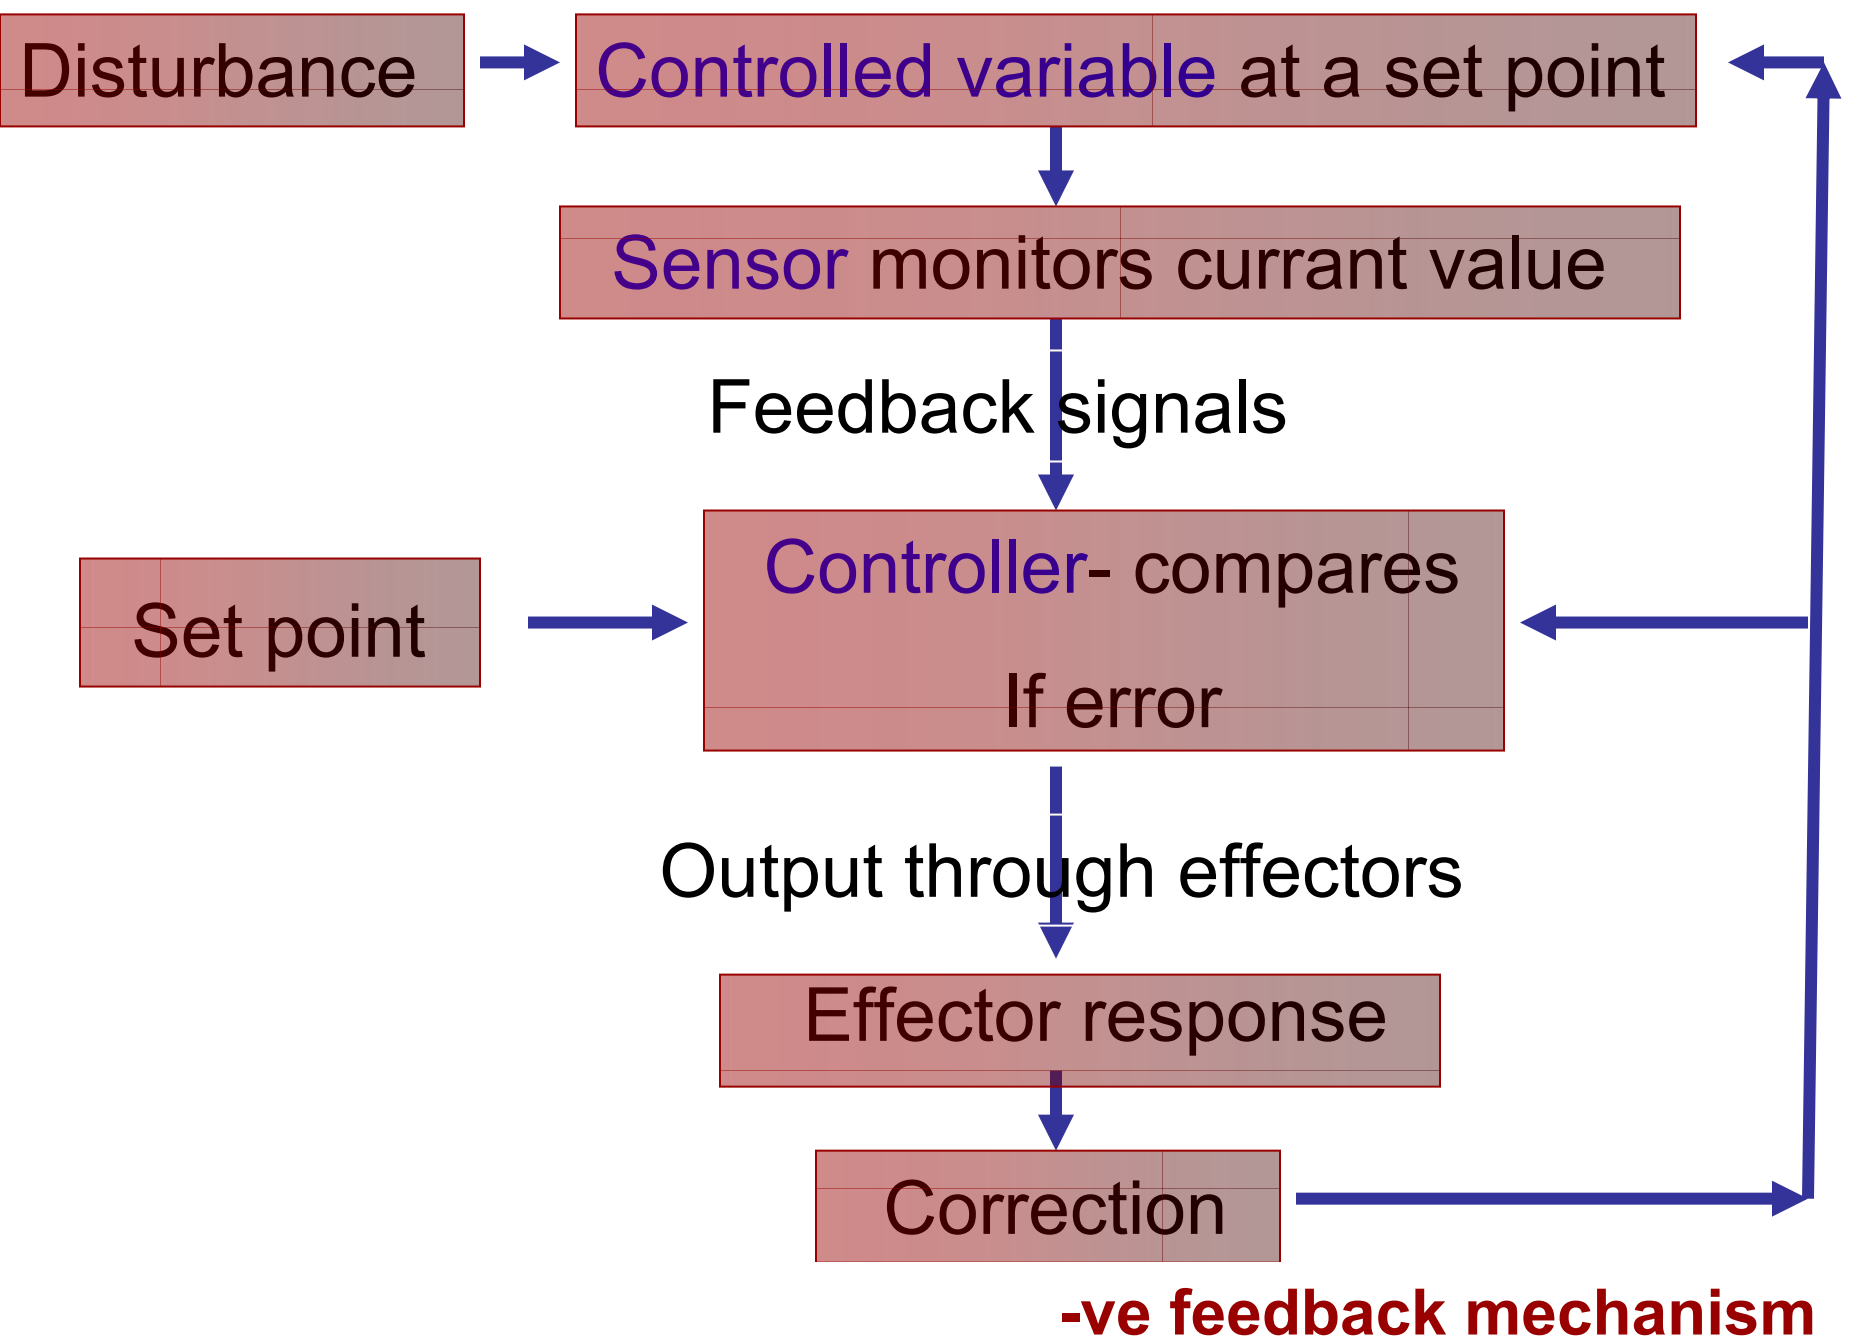 Disturbance
Controlled variable at a set point
Sensor monitors currant value
Feedback signals
Set point
Controller- compares
If error
Output through effectors
Effector response
Correction
-ve feedback mechanism